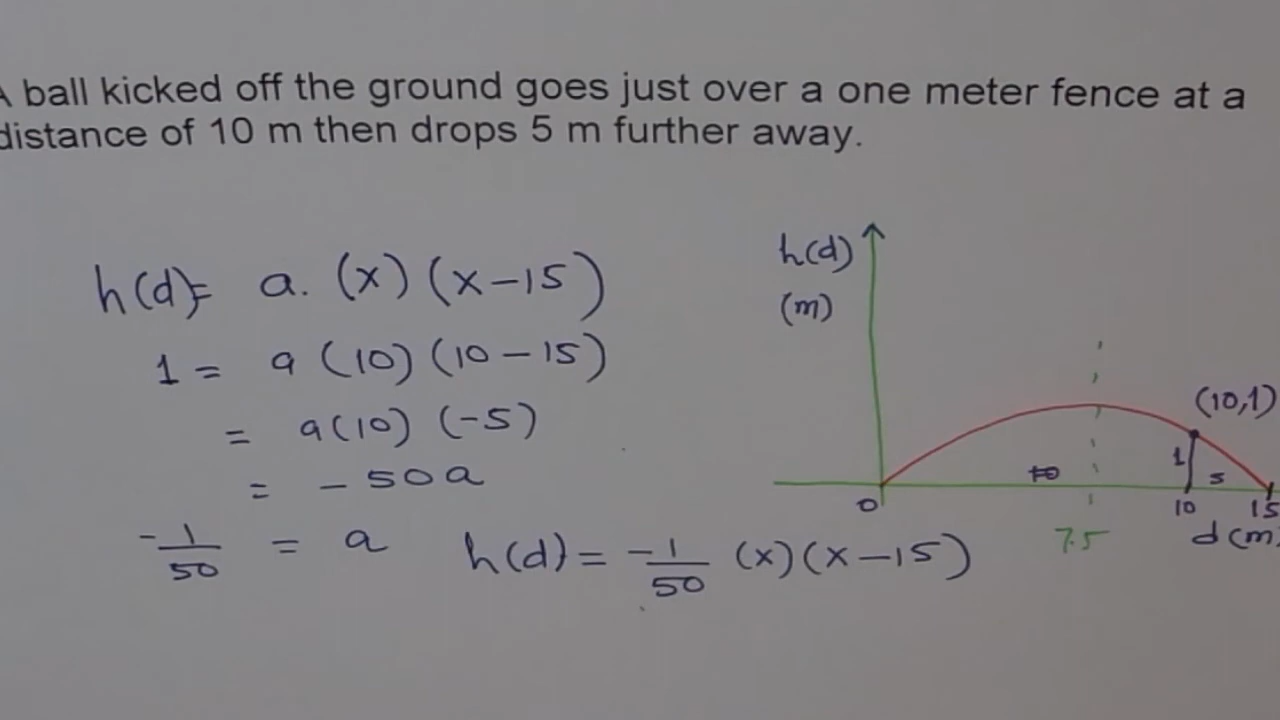 A ball kicked off the ground goes just over a one meter fence at a
distance of 10 m then drops 5 m further away.
h(d)= a. (x) (x-15)
1 = a (10) (10-15)
= a(10) (-5)
= -50a
-1/50 = a
h(d) = -1/50 (x)(x-15)
h(d)
(m)
(10,1)
1
5
0
10
15
7.5
d(m)